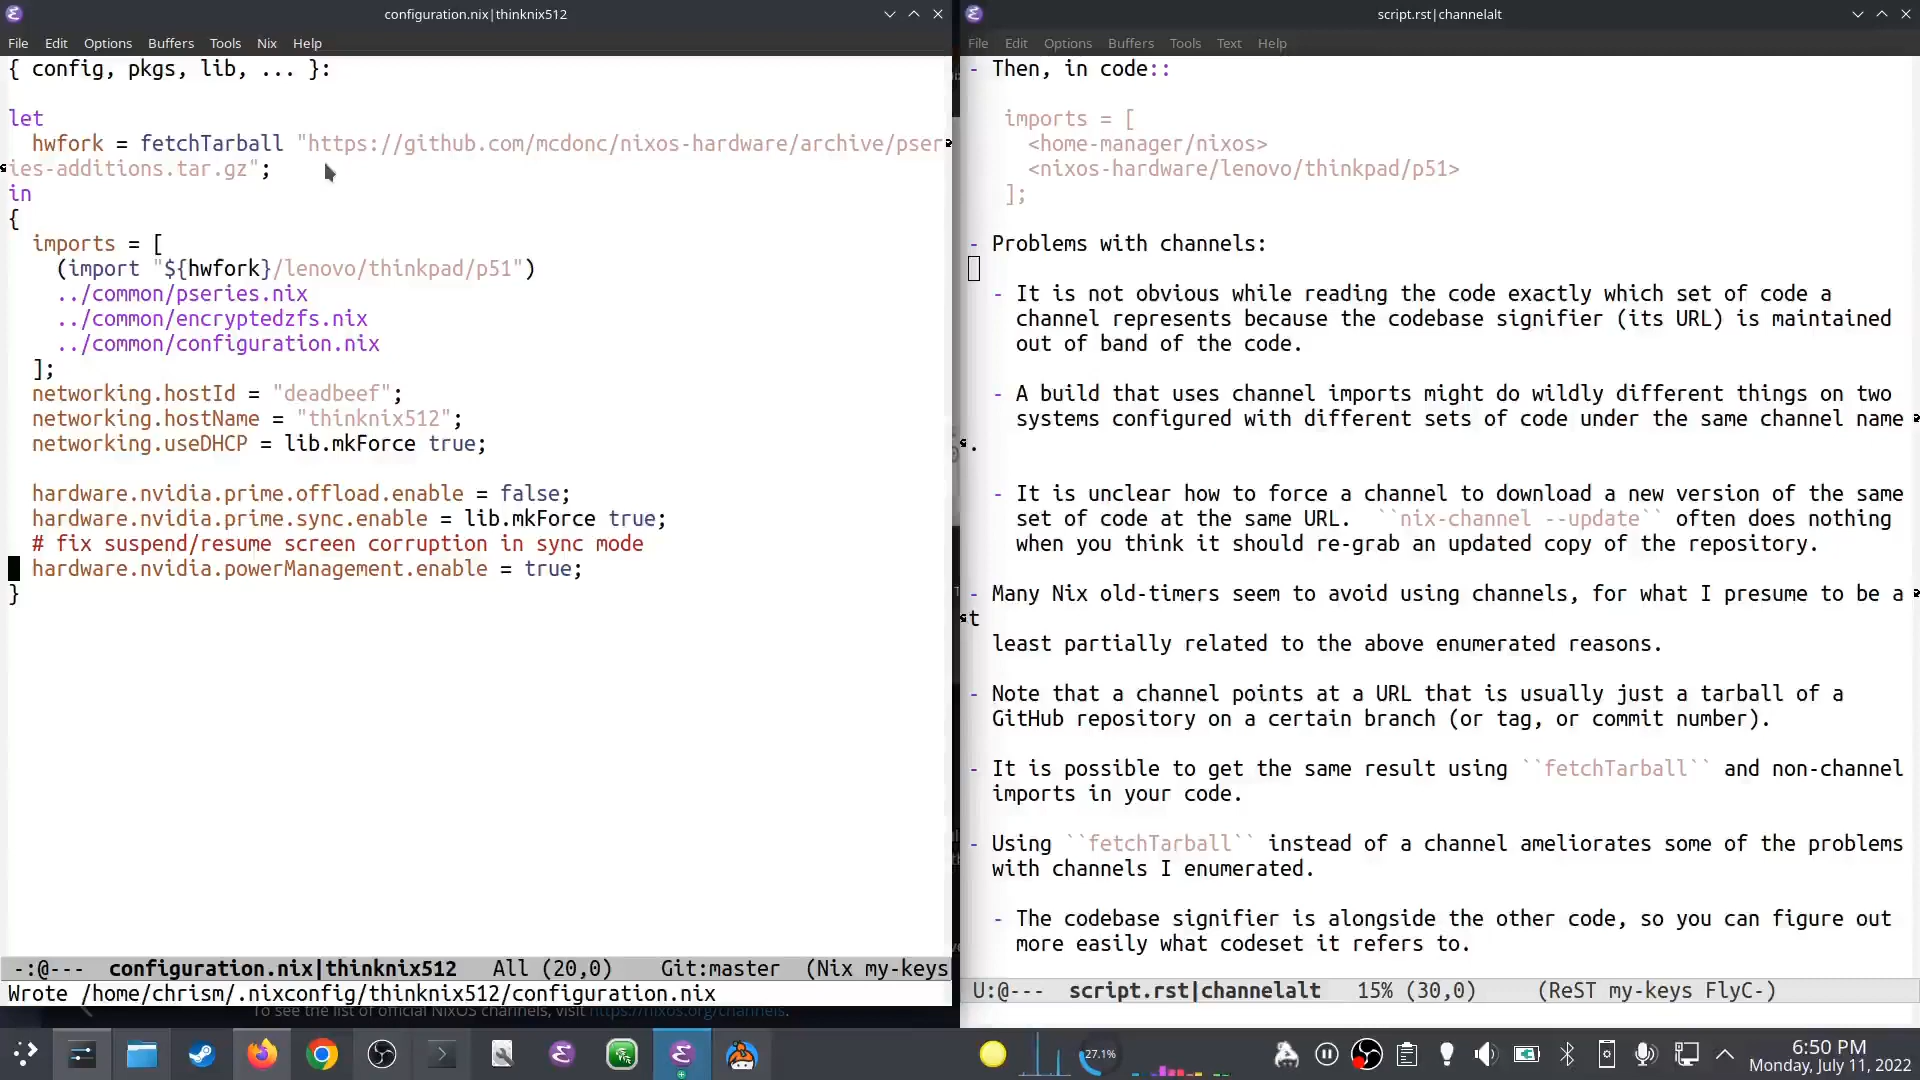 configuration.nix|thinknix512
File Edit Options Buffers Tools Nix Help
{ config, pkgs, lib, ... }:
let
hwfork = fetchTarball "https://github.com/mcdonc/nixos-hardware/archive/pser
ies-additions.tar.gz";
in
{
imports = [
(import "${hwfork}/lenovo/thinkpad/p51")
../common/pseries.nix
../common/encryptedzfs.nix
../common/configuration.nix
];
networking.hostId = "deadbeef";
networking.hostName = "thinknix512";
networking.useDHCP = lib.mkForce true;
hardware.nvidia.prime.offload.enable = false;
hardware.nvidia.prime.sync.enable = lib.mkForce true;
# fix suspend/resume screen corruption in sync mode
hardware.nvidia.powerManagement.enable = true;
}
-:@--- configuration.nix|thinknix512 All (20,0) Git:master (Nix my-keys
Wrote /home/chrism/.nixconfig/thinknix512/configuration.nix
To see the list of official NixOS channels, visit https://nixos.org/channels.
script.rst|channelalt
File Edit Options Buffers Tools Text Help
- Then, in code::
imports = [
<home-manager/nixos>
<nixos-hardware/lenovo/thinkpad/p51>
];
- Problems with channels:
- It is not obvious while reading the code exactly which set of code a
channel represents because the codebase signifier (its URL) is maintained
out of band of the code.
- A build that uses channel imports might do wildly different things on two
systems configured with different sets of code under the same channel name
.
- It is unclear how to force a channel to download a new version of the same
set of code at the same URL. ``nix-channel --update`` often does nothing
when you think it should re-grab an updated copy of the repository.
- Many Nix old-timers seem to avoid using channels, for what I presume to be a
t
least partially related to the above enumerated reasons.
- Note that a channel points at a URL that is usually just a tarball of a
GitHub repository on a certain branch (or tag, or commit number).
- It is possible to get the same result using ``fetchTarball`` and non-channel
imports in your code.
- Using ``fetchTarball`` instead of a channel ameliorates some of the problems
with channels I enumerated.
- The codebase signifier is alongside the other code, so you can figure out
more easily what codeset it refers to.
U:@--- script.rst|channelalt 15% (30,0) (ReST my-keys FlyC-)
27.1%
6:50 PM
Monday, July 11, 2022